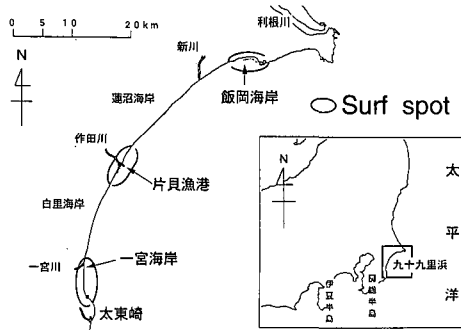 0 10 20 km
利根川
新川
N
飯岡海岸
蓮沼海岸
Surf spot
作田川
片貝漁港
白里海岸
一宮海岸
一宮川
太東崎
N
太平洋
九十九里浜
伊豆半島
房総半島